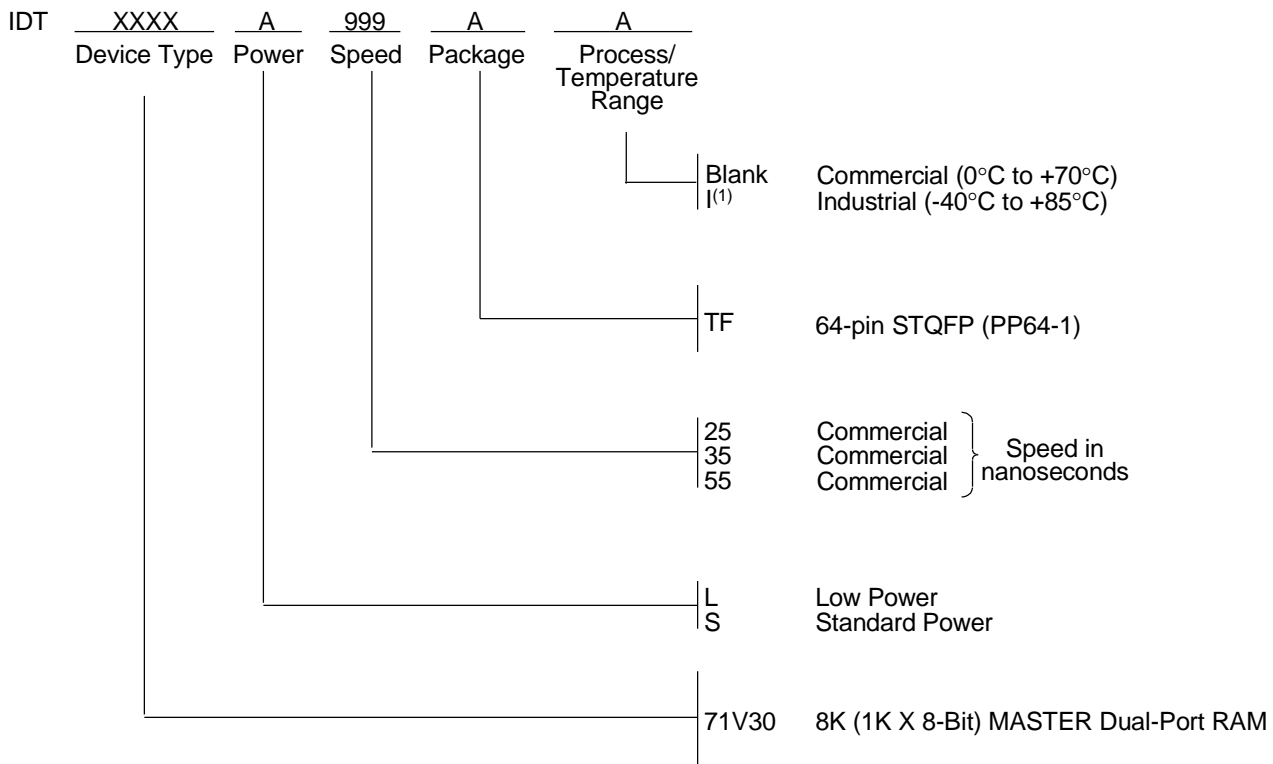 IDT XXXX A 999 A A
Device Type Power Speed Package Process/
Temperature
Range
Blank Commercial (0°C to +70°C)
I(1) Industrial (-40°C to +85°C)
TF 64-pin STQFP (PP64-1)
25 Commercial
35 Commercial
55 Commercial
Speed in
nanoseconds
L Low Power
S Standard Power
71V30 8K (1K X 8-Bit) MASTER Dual-Port RAM